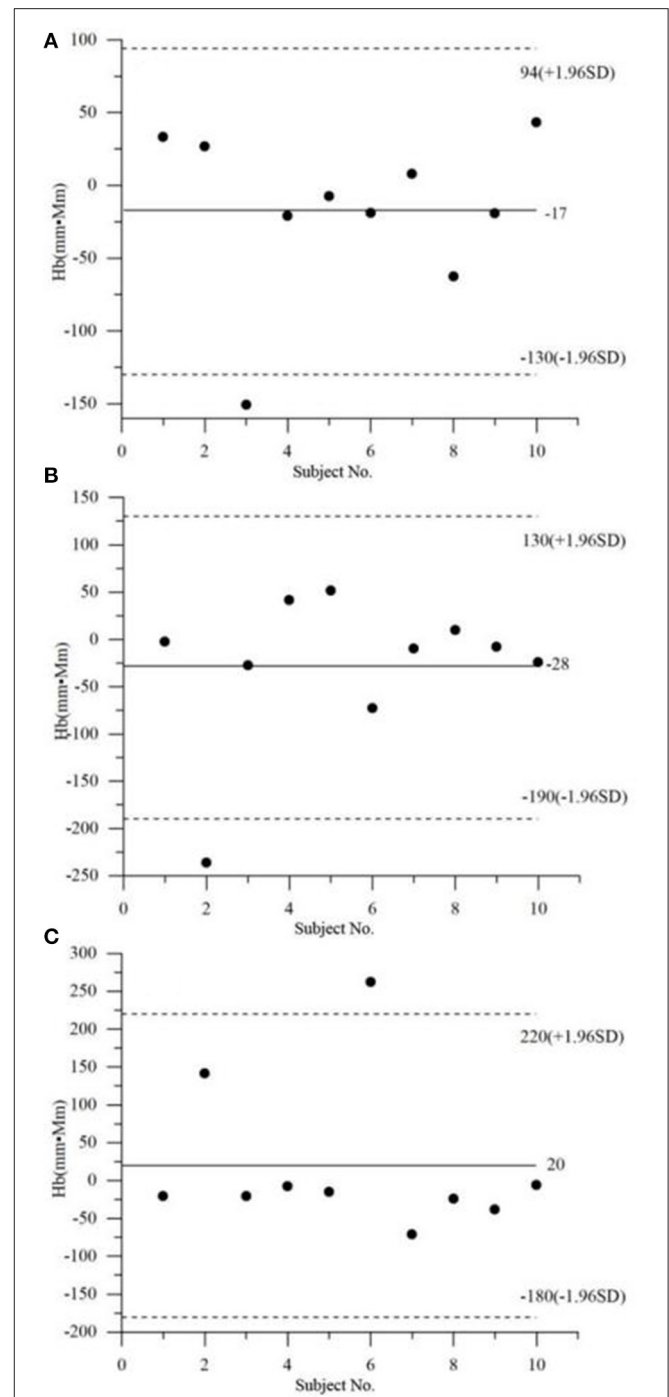 A
100
94(+1.96SD)
50
0
-17
-50
-100
-130(-1.96SD)
-150
Hb(mm•Mm)
0 2 4 6 8 10
Subject No.
B
150
130(+1.96SD)
100
50
0
-28
-50
-100
-150
-190(-1.96SD)
-200
-250
Hb(mm•Mm)
0 2 4 6 8 10
Subject No.
C
300
250
220(+1.96SD)
200
150
100
50
20
0
-50
-100
-150
-180(-1.96SD)
-200
Hb(mm•Mm)
0 2 4 6 8 10
Subject No.